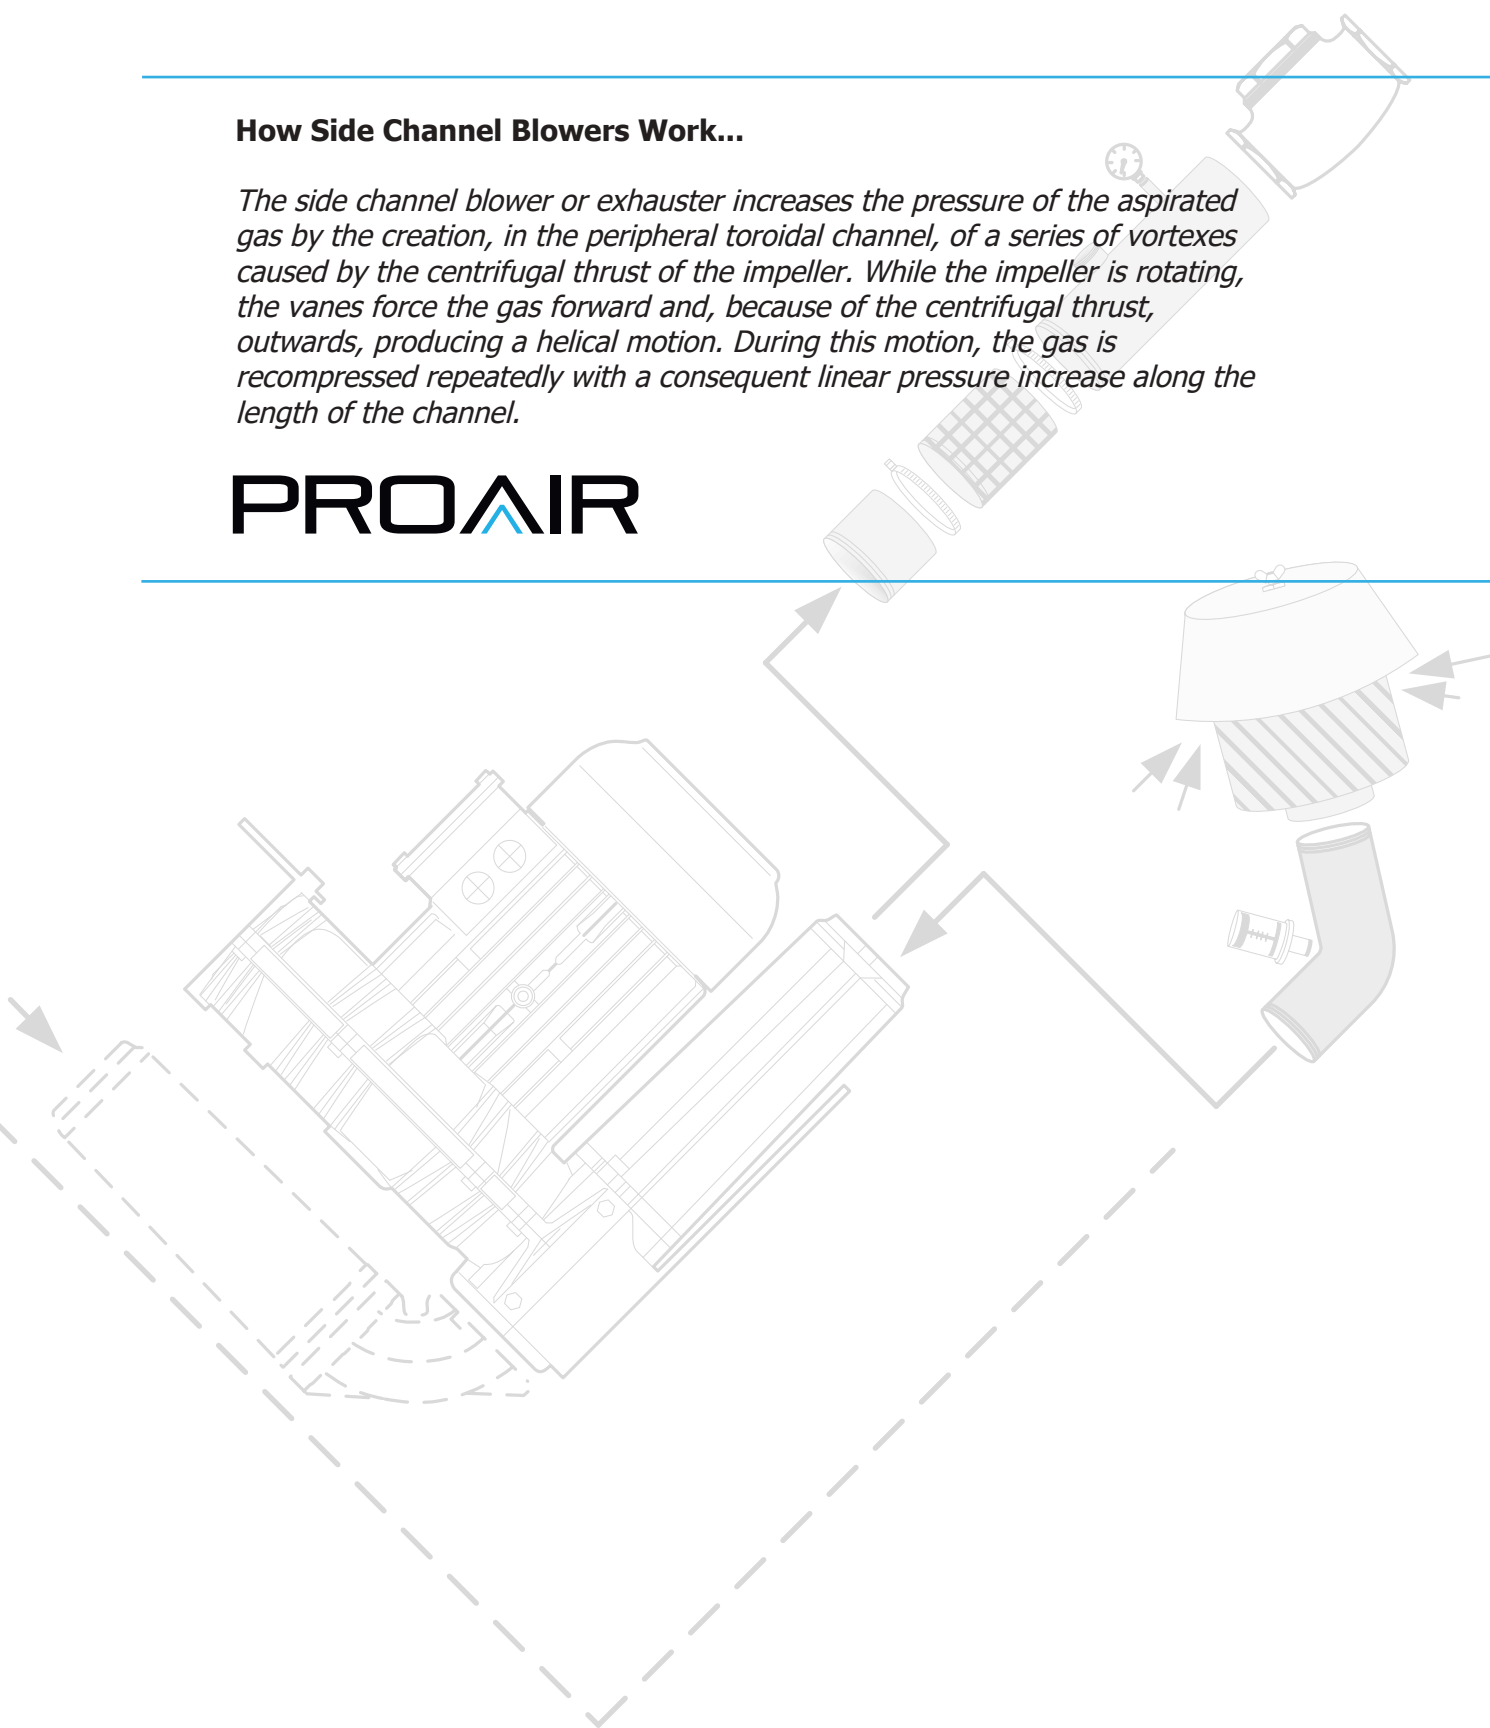 How Side Channel Blowers Work...
The side channel blower or exhauster increases the pressure of the aspirated
gas by the creation, in the peripheral toroidal channel, of a series of vortexes
caused by the centrifugal thrust of the impeller. While the impeller is rotating,
the vanes force the gas forward and, because of the centrifugal thrust,
outwards, producing a helical motion. During this motion, the gas is
recompressed repeatedly with a consequent linear pressure increase along the
length of the channel.
PROAIR